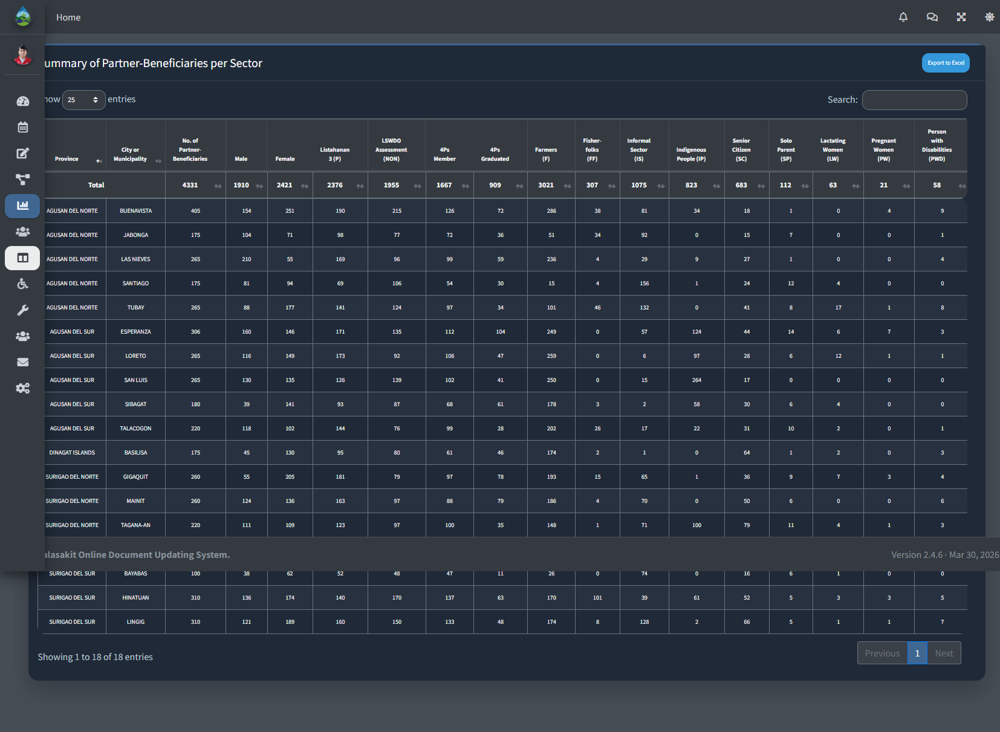 Home
ummary of Partner-Beneficiaries per Sector
Export to Excel
how 25 entries
Search:
Province City or Municipality No. of Partner-Beneficiaries Male Female Listahanan 3 (P) LSWDO Assessment (NON) 4Ps Member 4Ps Graduated Farmers (F) Fisher-folks (FF) Informal Sector (IS) Indigenous People (IP) Senior Citizen (SC) Solo Parent (SP) Lactating Women (LW) Pregnant Women (PW) Person with Disabilities (PWD)
Total 4331 1910 2421 2376 1955 1667 909 3021 307 1075 823 683 112 63 21 58
AGUSAN DEL NORTE BUENAVISTA 405 154 251 190 215 126 72 286 38 81 34 18 1 0 4 9
AGUSAN DEL NORTE JABONGA 175 104 71 98 77 72 36 51 34 92 0 15 7 0 0 1
AGUSAN DEL NORTE LAS NIEVES 265 210 55 169 96 99 59 236 4 29 9 27 1 0 0 4
AGUSAN DEL NORTE SANTIAGO 175 81 94 69 106 54 30 15 4 156 1 24 12 4 0 0
AGUSAN DEL NORTE TUBAY 265 88 177 141 124 97 34 101 46 132 0 41 8 17 1 8
AGUSAN DEL SUR ESPERANZA 306 160 146 171 135 112 104 249 0 57 124 44 14 6 7 3
AGUSAN DEL SUR LORETO 265 116 149 173 92 106 47 259 0 6 97 28 6 12 1 1
AGUSAN DEL SUR SAN LUIS 265 130 135 126 139 102 41 250 0 15 264 17 0 0 0 0
AGUSAN DEL SUR SIBAGAT 180 39 141 93 87 68 61 178 3 2 58 30 6 4 0 0
AGUSAN DEL SUR TALACOGON 220 118 102 144 76 99 28 202 26 17 22 31 10 2 0 1
DINAGAT ISLANDS BASILISA 175 45 130 95 80 61 46 174 2 1 0 64 1 2 0 3
SURIGAO DEL NORTE GIGAQUIT 260 55 205 181 79 97 78 193 15 65 1 36 9 7 3 4
SURIGAO DEL NORTE MAINIT 260 124 136 163 97 88 79 186 4 70 0 50 6 0 0 6
SURIGAO DEL NORTE TAGANA-AN 220 111 109 123 97 100 35 148 1 71 100 79 11 4 1 3
alasakit Online Document Updating System.
Version 2.4.6 · Mar 30, 2026
SURIGAO DEL SUR BAYABAS 100 38 62 52 48 47 11 26 0 74 0 16 6 1 0 0
SURIGAO DEL SUR HINATUAN 310 136 174 140 170 137 63 170 101 39 61 52 5 3 3 5
SURIGAO DEL SUR LINGIG 310 121 189 160 150 133 48 174 8 128 2 66 5 1 1 7
Showing 1 to 18 of 18 entries
Previous 1 Next